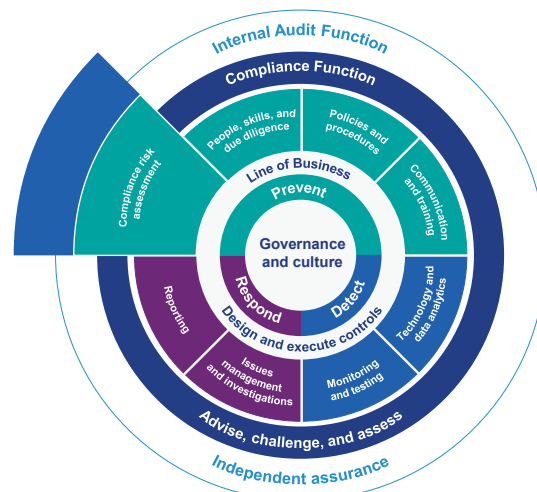 Internal Audit Function
Compliance Function
People, skills, and
due diligence
Policies and
procedures
Compliance risk
assessment
Line of Business
Prevent
Communication
and training
Governance
and culture
Respond
Detect
Reporting
Technology and
data analytics
Design and execute controls
Issues
management
and investigations
Monitoring
and testing
Advise, challenge, and assess
Independent assurance